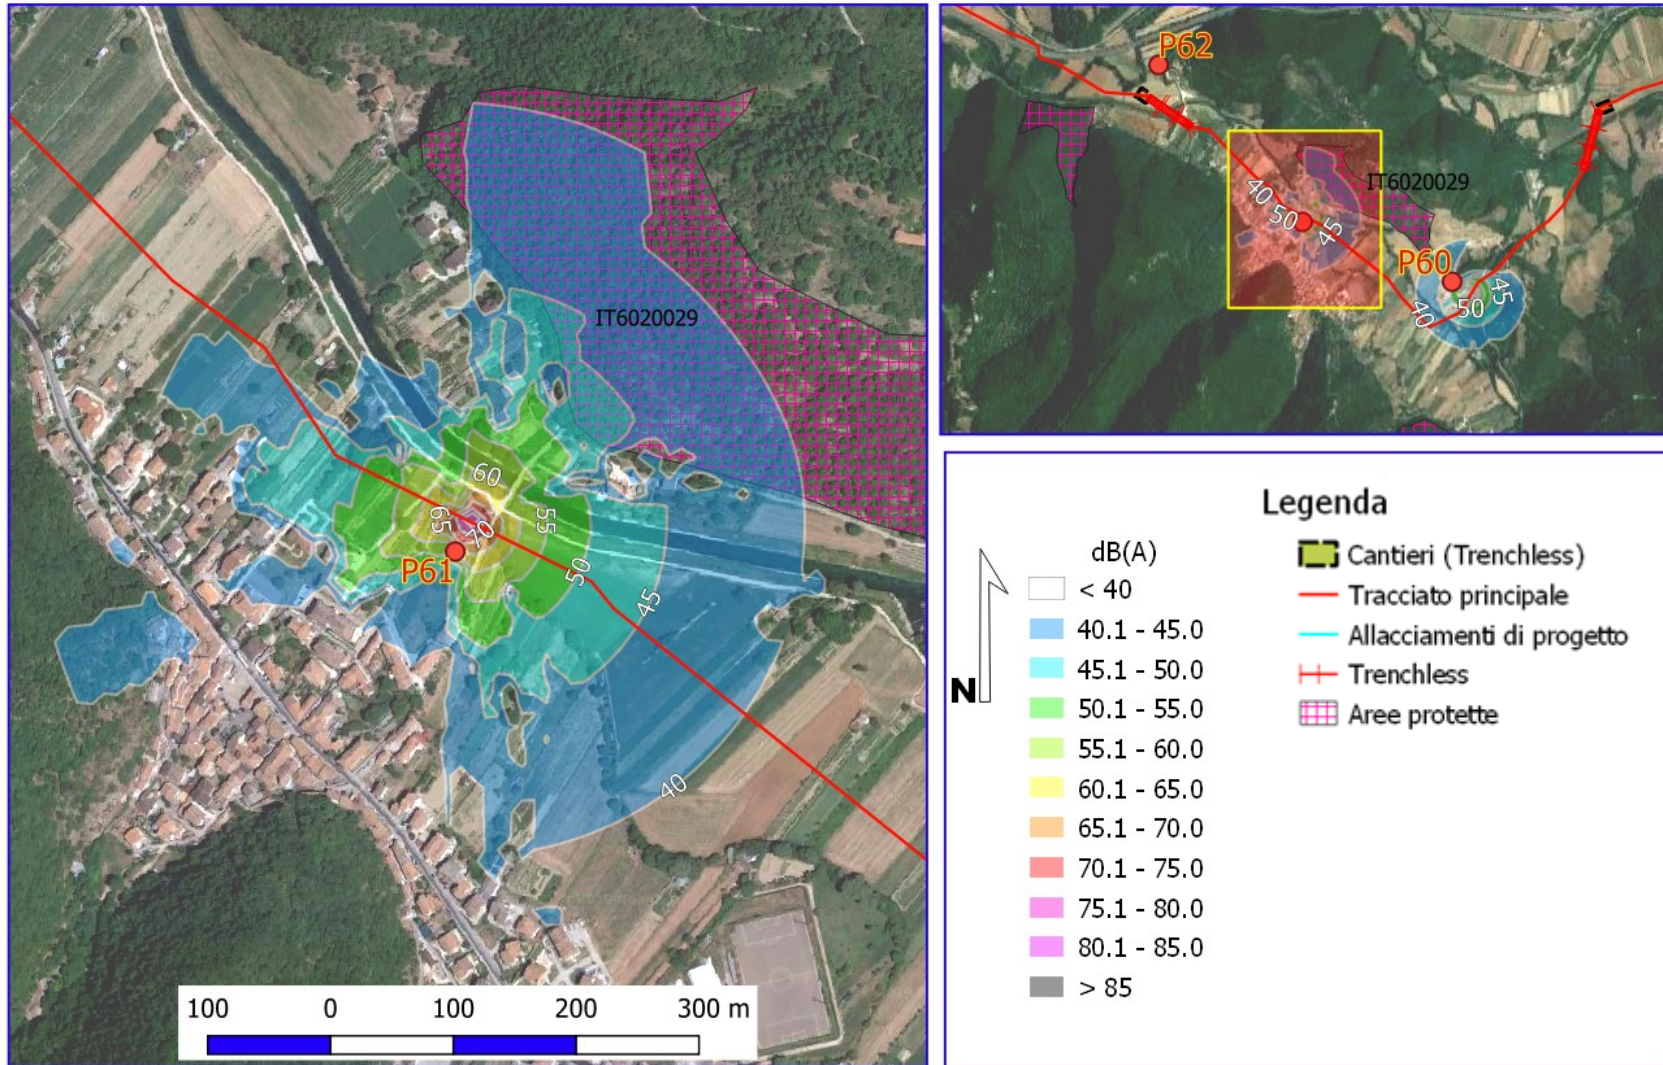 IT6020029
60
65
70
55
P61
50
45
40
100 0 100 200 300 m
P62
IT6020029
40
50
45
P60
45
50
40
Legenda
dB(A)
< 40
40.1 - 45.0
45.1 - 50.0
50.1 - 55.0
55.1 - 60.0
60.1 - 65.0
65.1 - 70.0
70.1 - 75.0
75.1 - 80.0
80.1 - 85.0
> 85
N
Cantieri (Trenchless)
Tracciato principale
Allacciamenti di progetto
Trenchless
Aree protette